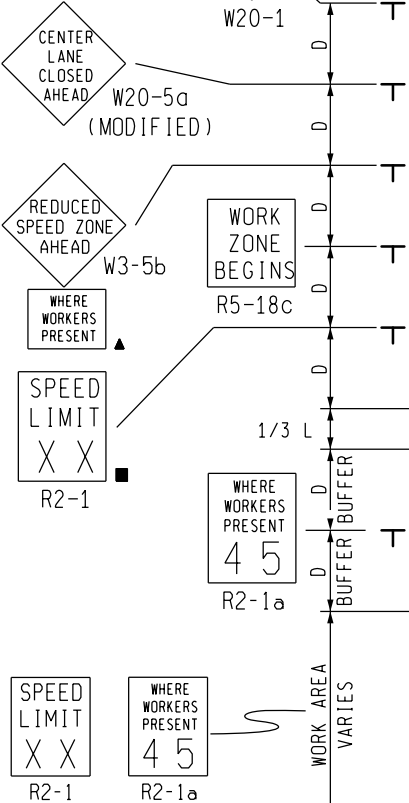 W20-1
D
CENTER
LANE
CLOSED
AHEAD
W20-5a
(MODIFIED)
D
REDUCED
SPEED ZONE
AHEAD
W3-5b
WORK
ZONE
BEGINS
R5-18c
D
WHERE
WORKERS
PRESENT
D
SPEED
LIMIT
X X
R2-1
D
1/3 L
D
BUFFER
WHERE
WORKERS
PRESENT
4 5
R2-1a
D
BUFFER
SPEED
LIMIT
X X
R2-1
WHERE
WORKERS
PRESENT
4 5
R2-1a
WORK AREA
VARIES